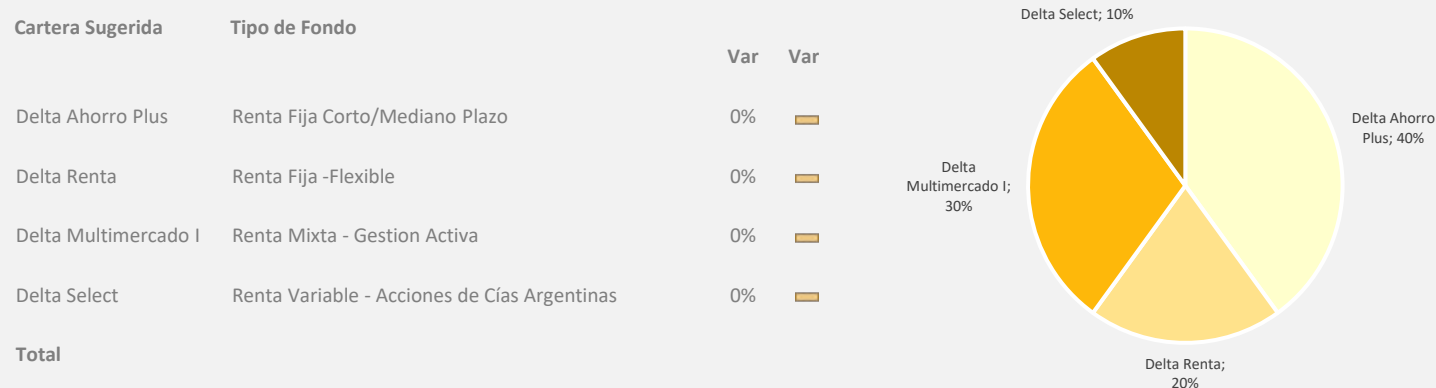 Cartera Sugerida Tipo de Fondo
Var Var
Delta Ahorro Plus Renta Fija Corto/Mediano Plazo 0%
Delta Renta Renta Fija -Flexible 0%
Delta Multimercado I Renta Mixta - Gestion Activa 0%
Delta Select Renta Variable - Acciones de Cías Argentinas 0%
Total
Delta Select; 10%
Delta Ahorro
Plus; 40%
Delta
Multimercado I;
30%
Delta Renta;
20%